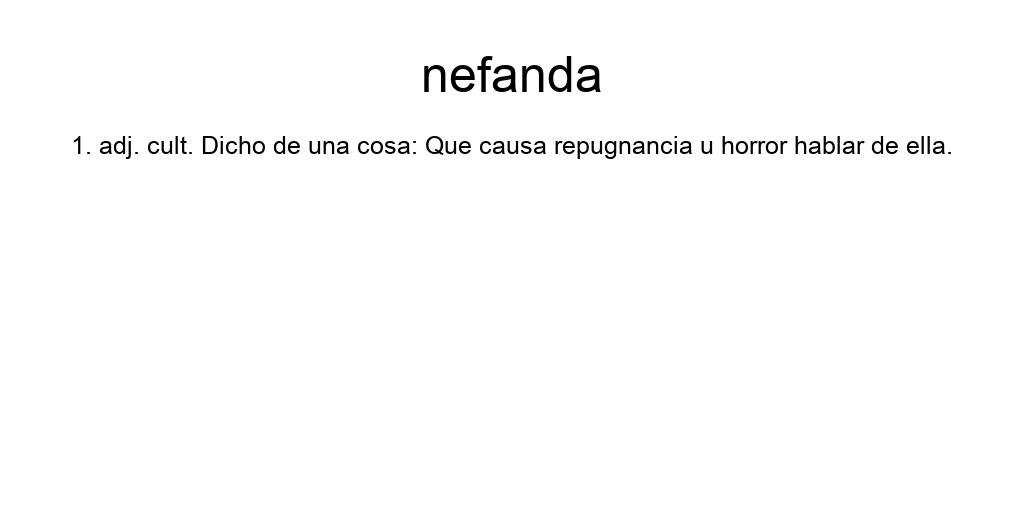 nefanda
1. adj. cult. Dicho de una cosa: Que causa repugnancia u horror hablar de ella.